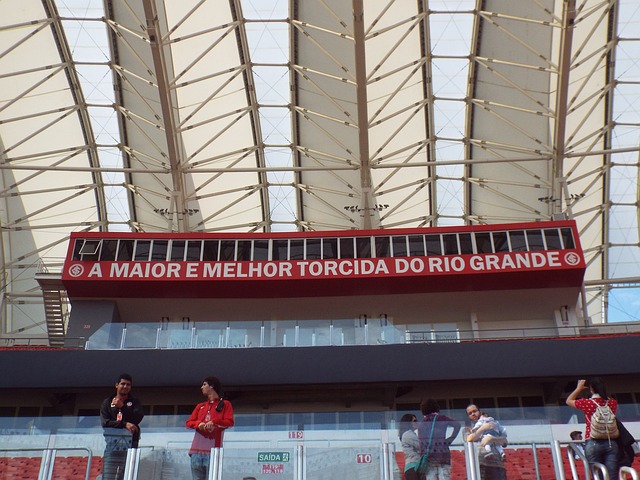 A MAIOR E MELHOR TORCIDA DO RIO GRANDE
119
SAÍDA
10